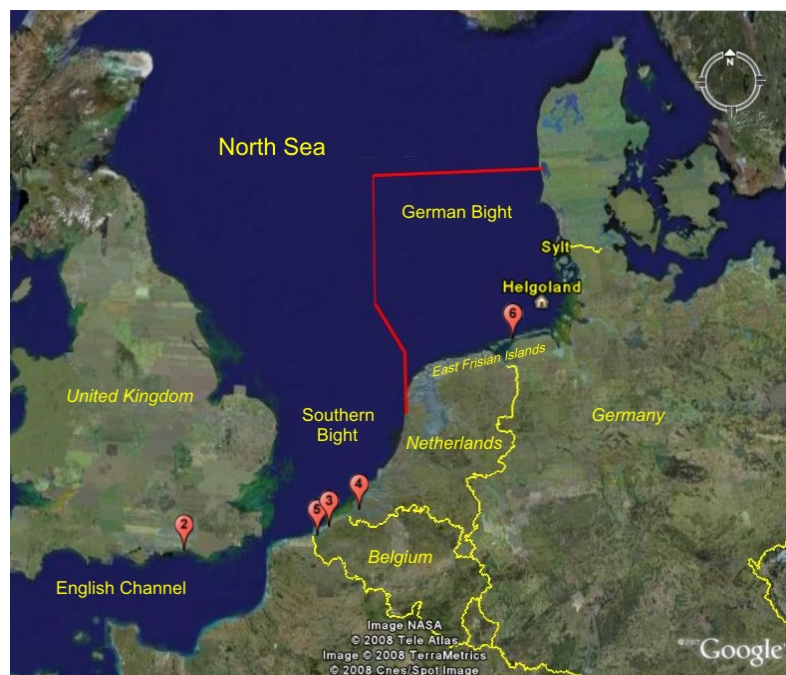 N
North Sea
German Bight
Sylt
Helgoland
6
East Frisian Islands
United Kingdom
Southern
Bight
Germany
Netherlands
4
3
5
2
Belgium
English Channel
Image NASA
© 2008 Tele Atlas
Image © 2008 TerraMetrics
© 2008 Cnes/Spot Image
©2007 Google